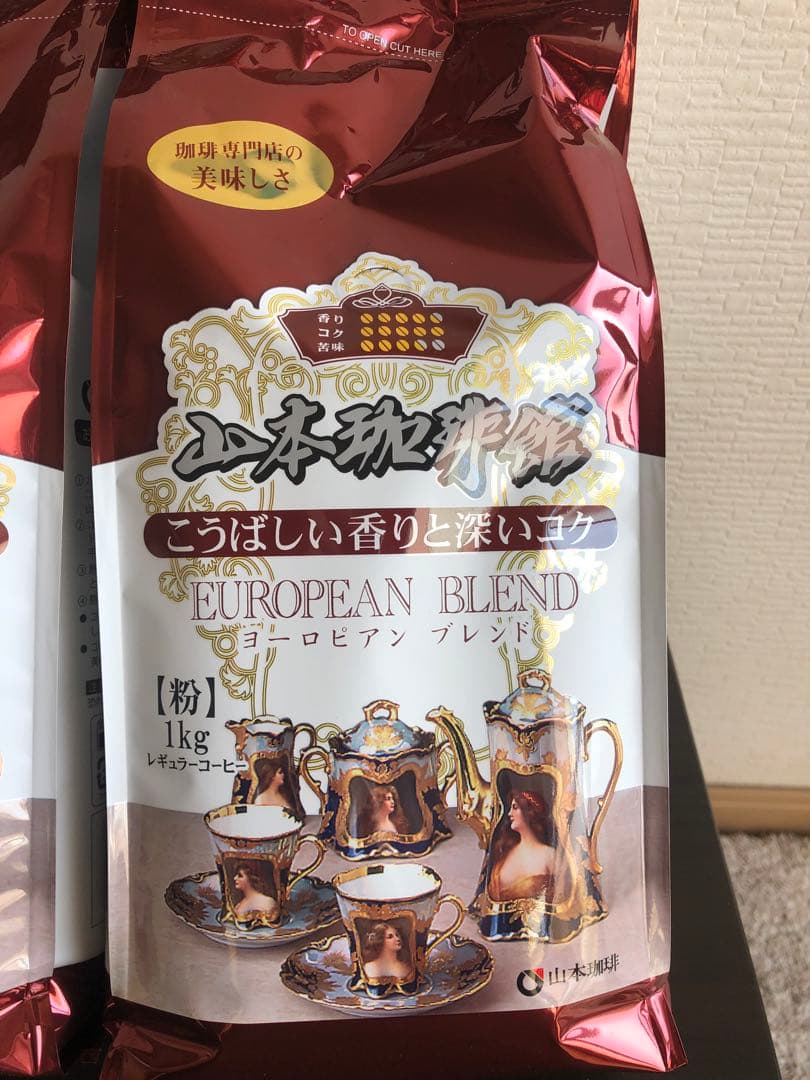 TO OPEN CUT HERE
珈琲専門店の
美味しさ
香り
コク
苦味
山本珈琲館
こうばしい香りと深いコク
EUROPEAN BLEND
ヨーロピアン ブレンド
【粉】
1kg
レギュラーコーヒー
山本珈琲